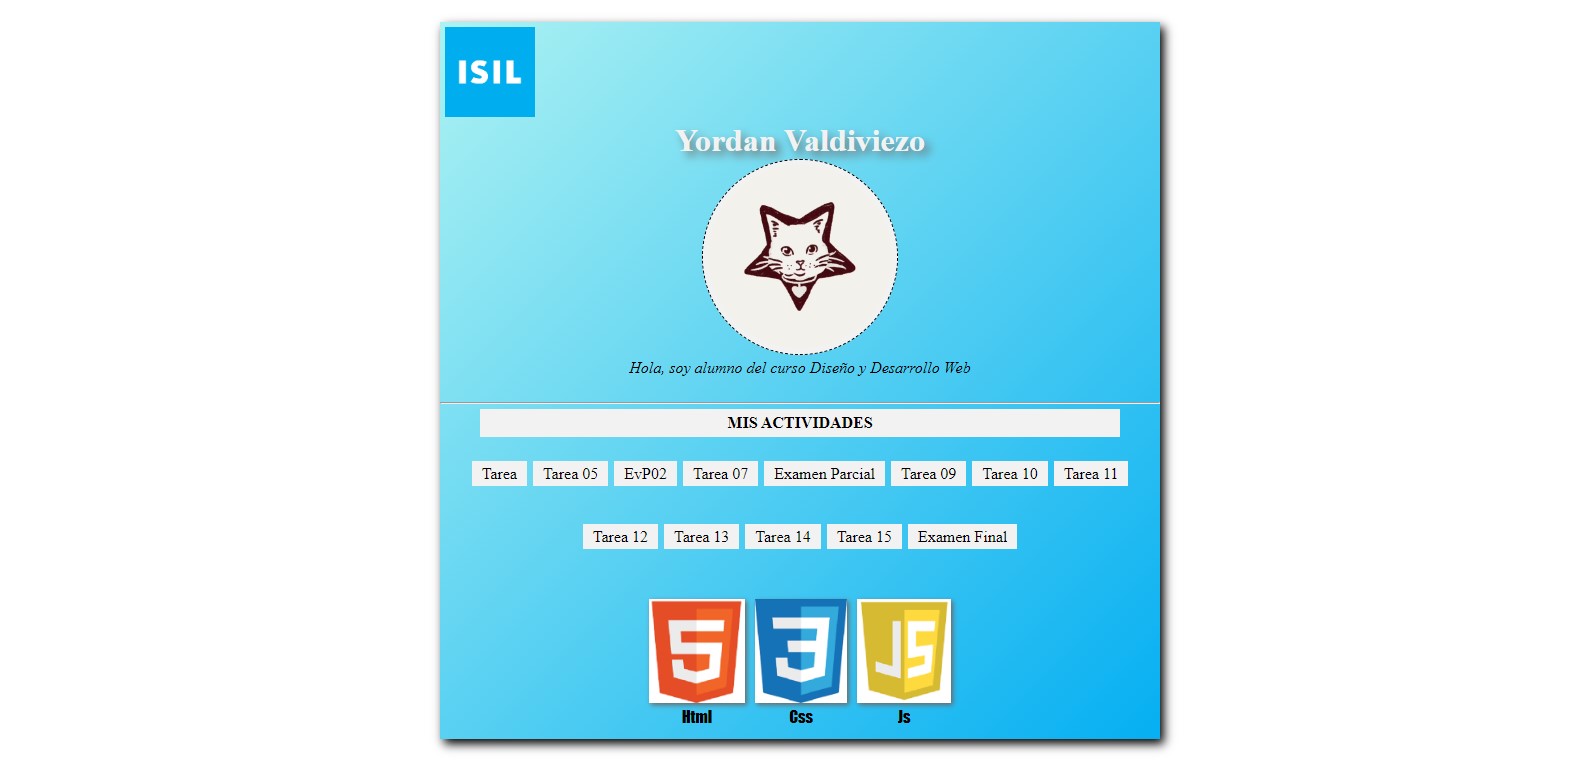 ISIL
Yordan Valdiviezo
Hola, soy alumno del curso Diseño y Desarrollo Web
MIS ACTIVIDADES
Tarea Tarea 05 EvP02 Tarea 07 Examen Parcial Tarea 09 Tarea 10 Tarea 11
Tarea 12 Tarea 13 Tarea 14 Tarea 15 Examen Final
5 3 JS
Html Css Js